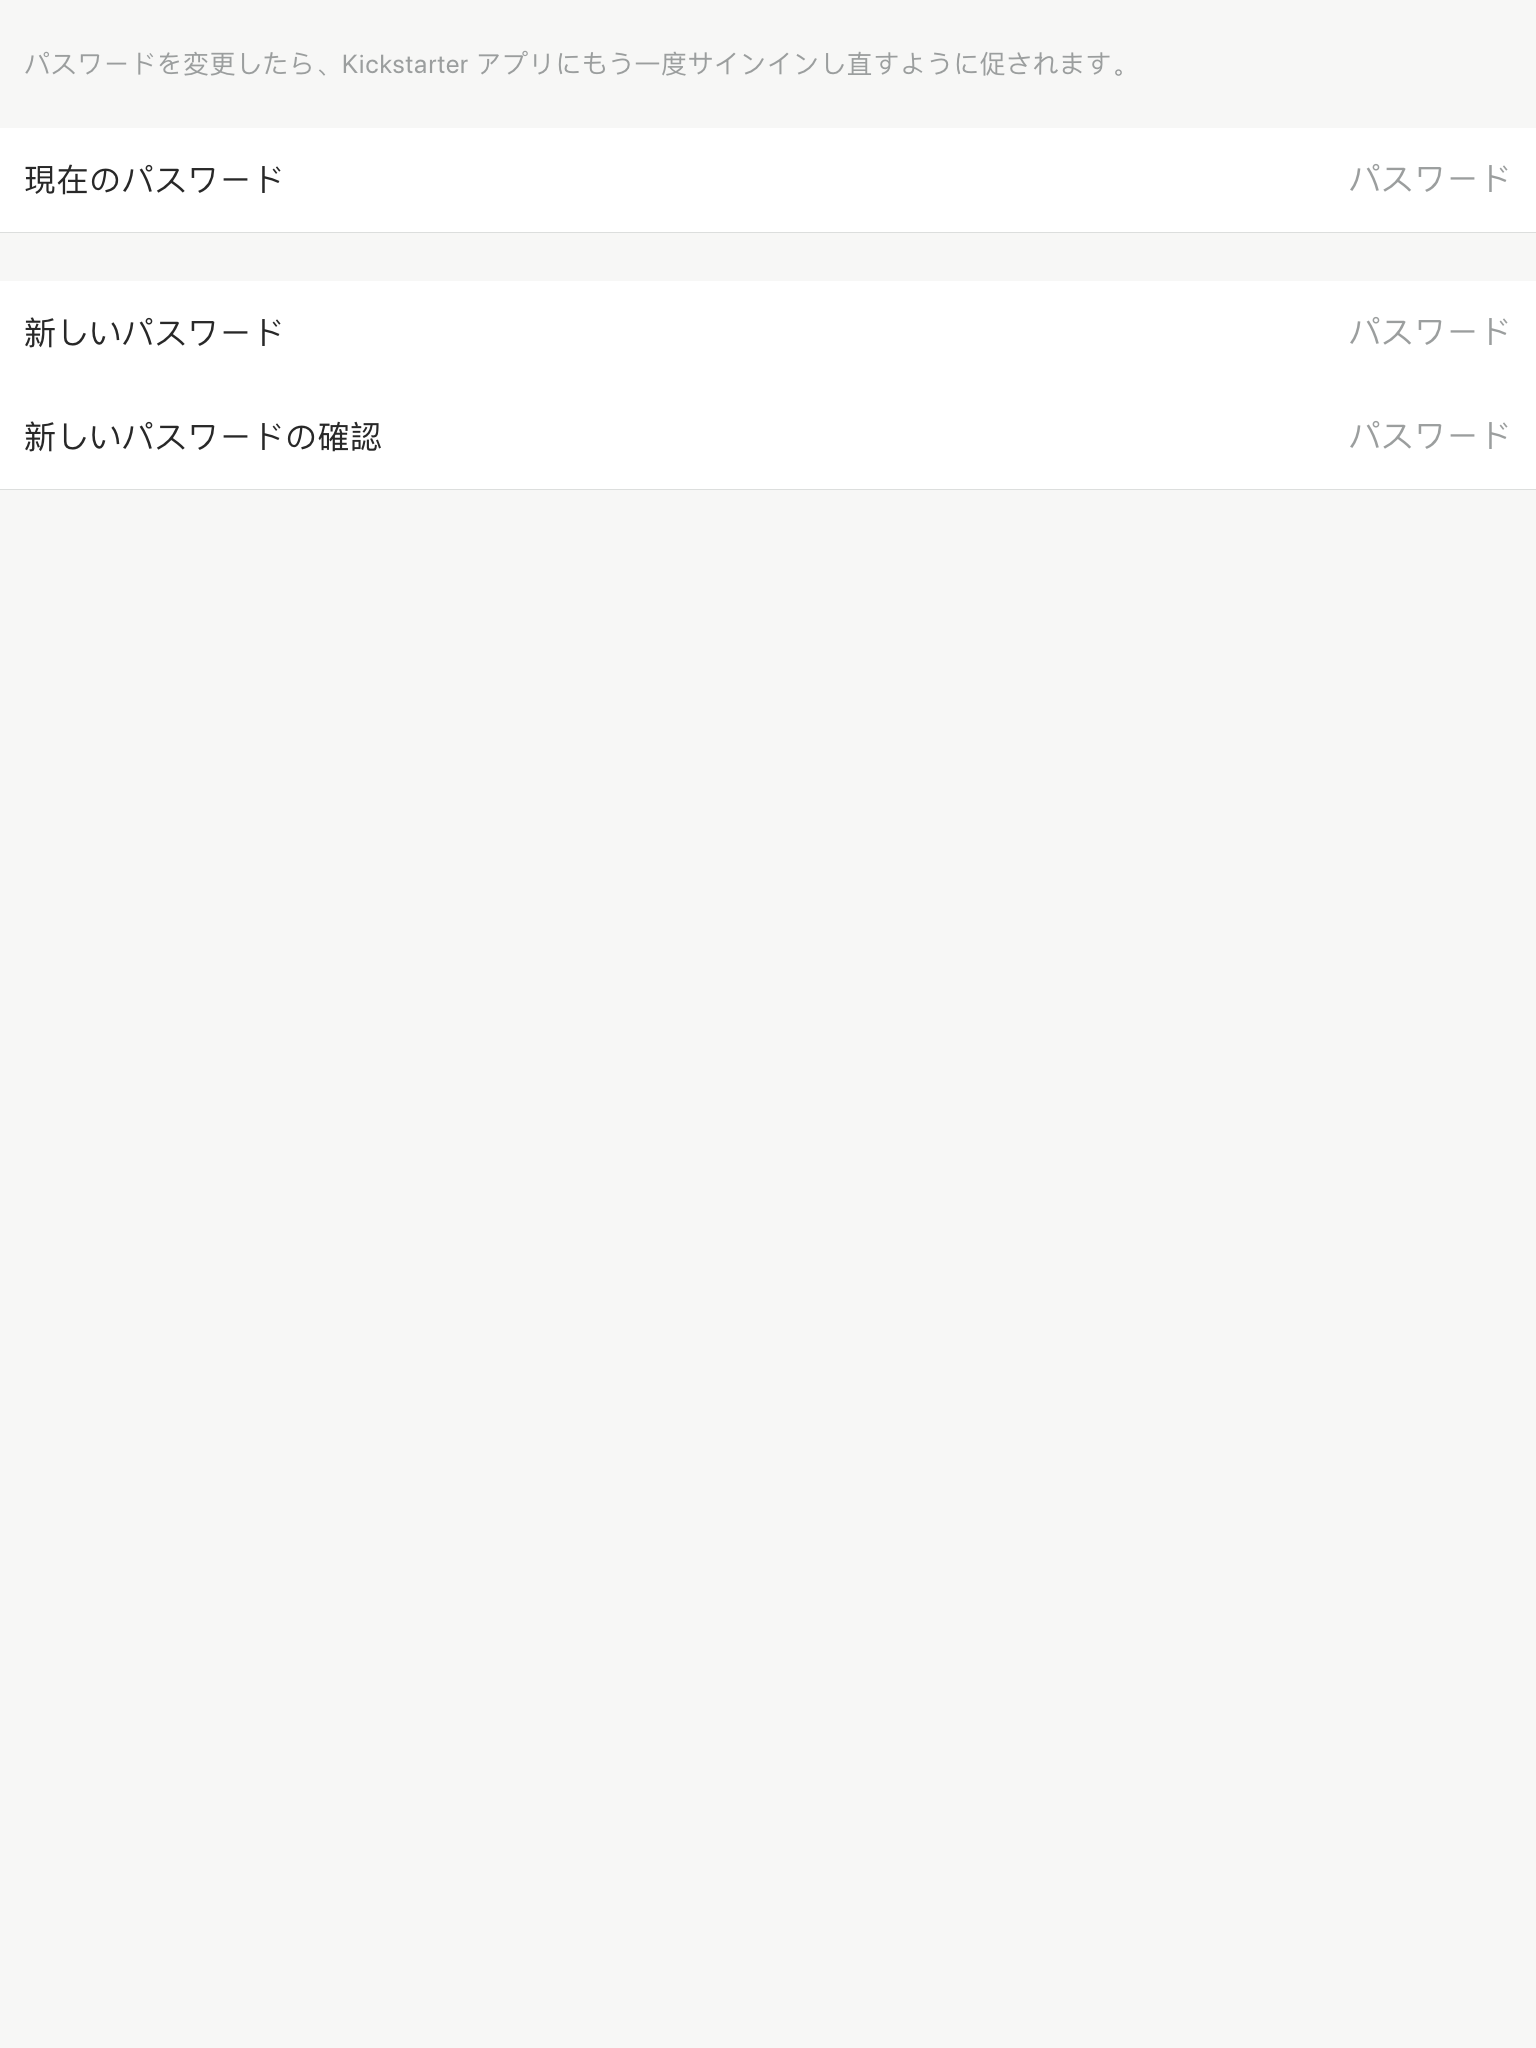 パスワードを変更したら、Kickstarter アプリにもう一度サインインし直すように促されます。
現在のパスワード パスワード
新しいパスワード パスワード
新しいパスワードの確認 パスワード